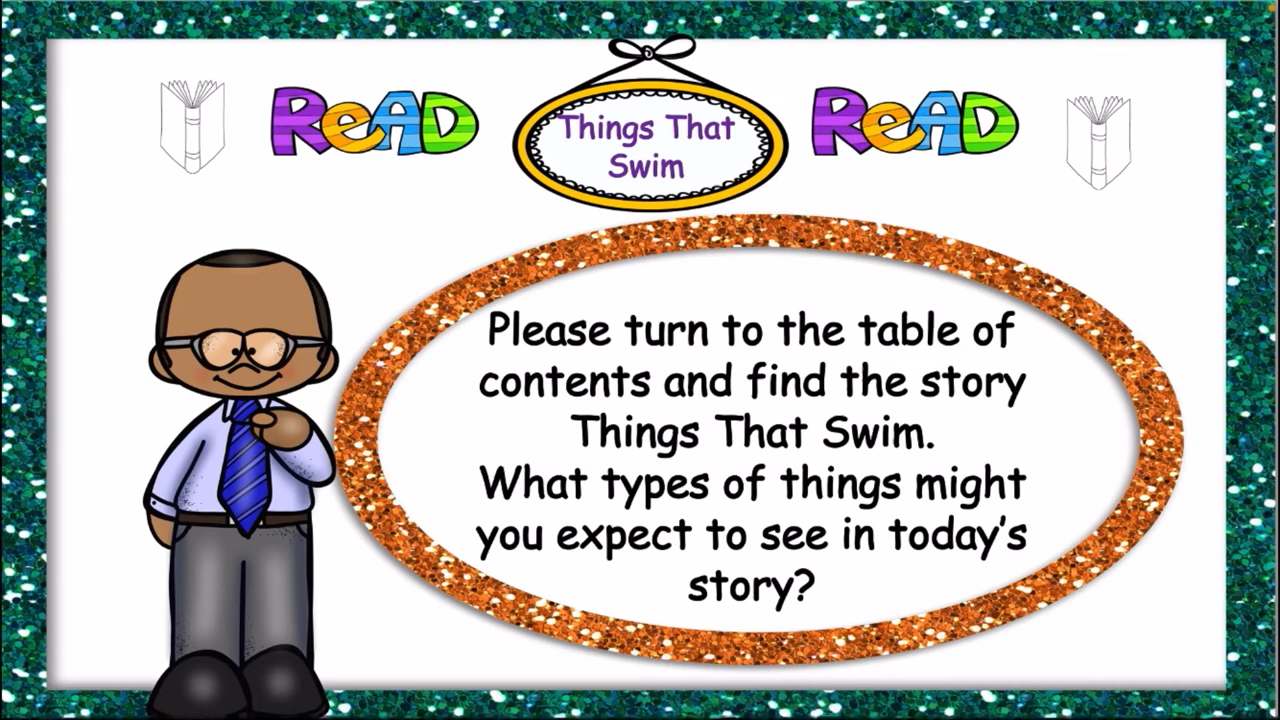 ReAD
Things That
Swim
ReAD
Please turn to the table of
contents and find the story
Things That Swim.
What types of things might
you expect to see in today's
story?